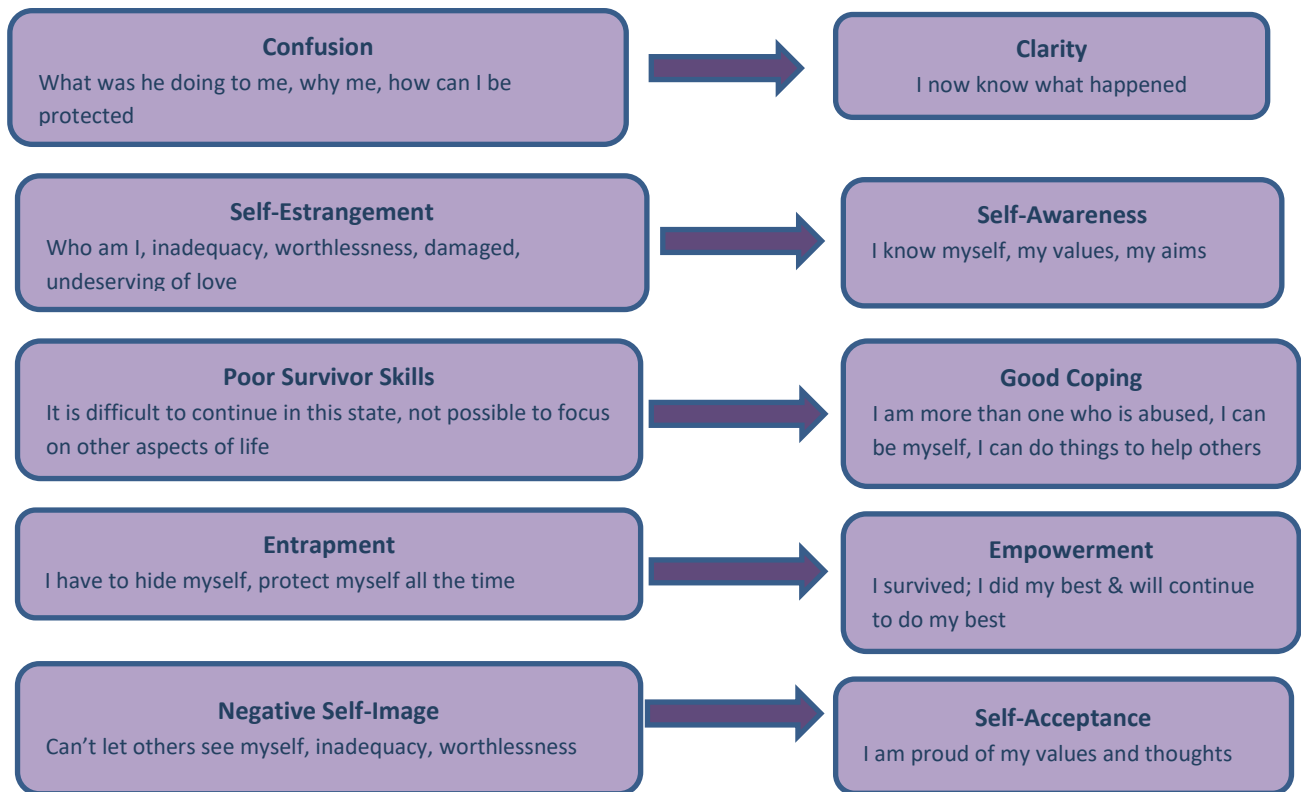 Confusion
What was he doing to me, why me, how can I be
protected
Clarity
I now know what happened
Self-Estrangement
Who am I, inadequacy, worthlessness, damaged,
undeserving of love
Self-Awareness
I know myself, my values, my aims
Poor Survivor Skills
It is difficult to continue in this state, not possible to focus
on other aspects of life
Good Coping
I am more than one who is abused, I can
be myself, I can do things to help others
Entrapment
I have to hide myself, protect myself all the time
Empowerment
I survived; I did my best & will continue
to do my best
Negative Self-Image
Can’t let others see myself, inadequacy, worthlessness
Self-Acceptance
I am proud of my values and thoughts